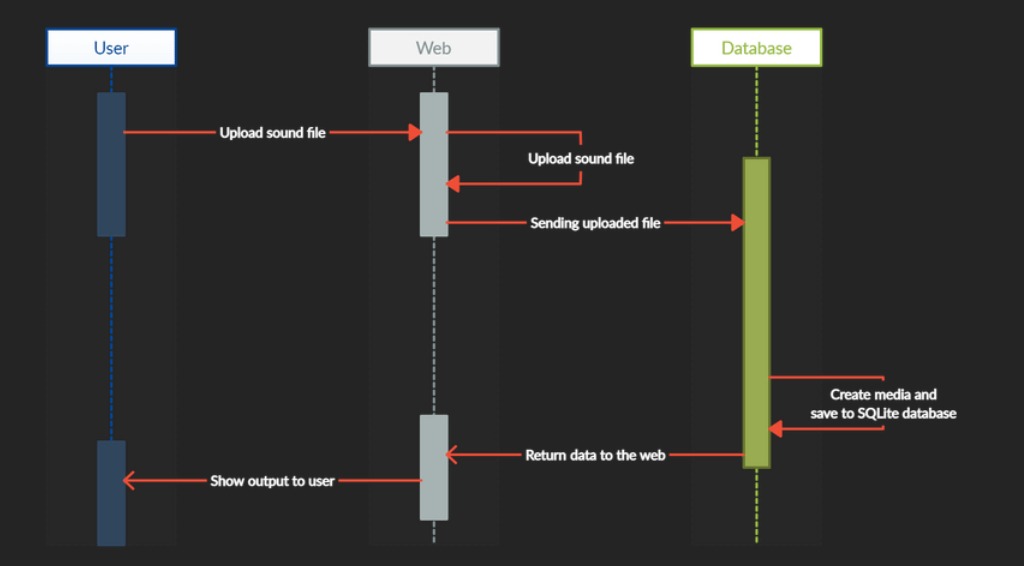 User
Web
Database
Upload sound file
Upload sound file
Sending uploaded file
Create media and
save to SQLite database
Return data to the web
Show output to user